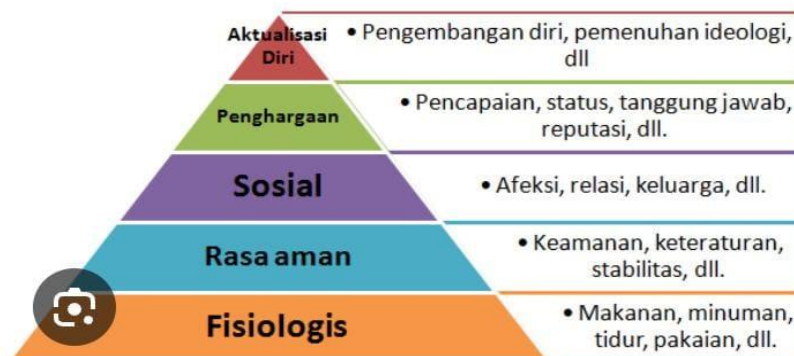 Aktualisasi
Diri
• Pengembangan diri, pemenuhan ideologi,
dll
Penghargaan
• Pencapaian, status, tanggung jawab,
reputasi, dll.
Sosial
• Afeksi, relasi, keluarga, dll.
Rasa aman
• Keamanan, keteraturan,
stabilitas, dll.
Fisiologis
• Makanan, minuman,
tidur, pakaian, dll.